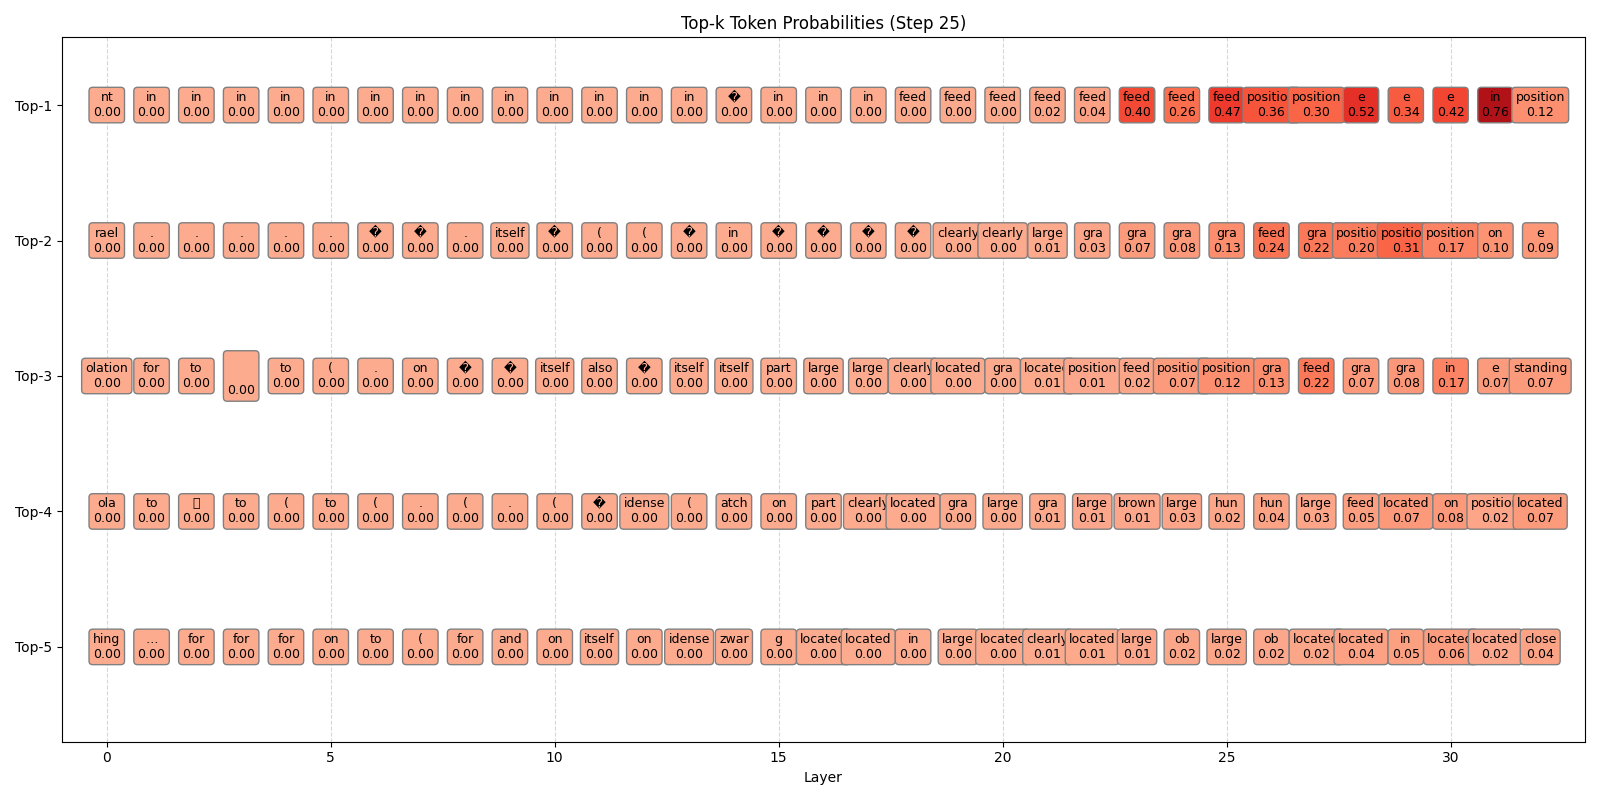 Top-k Token Probabilities (Step 25)
Top-1
nt in in in in in in in in in in in in in � in in in feed feed feed feed feed feed feed feed positio position e e e in position
0.00 0.00 0.00 0.00 0.00 0.00 0.00 0.00 0.00 0.00 0.00 0.00 0.00 0.00 0.00 0.00 0.00 0.00 0.00 0.00 0.00 0.02 0.04 0.40 0.26 0.47 0.36 0.30 0.52 0.34 0.42 0.76 0.12
Top-2
rael . . . . . � � . itself � ( ( � in � � � � clearly clearly large gra gra gra gra feed gra positio positio position on e
0.00 0.00 0.00 0.00 0.00 0.00 0.00 0.00 0.00 0.00 0.00 0.00 0.00 0.00 0.00 0.00 0.00 0.00 0.00 0.00 0.00 0.01 0.03 0.07 0.08 0.13 0.24 0.22 0.20 0.31 0.17 0.10 0.09
Top-3
olation for to to ( . on � � itself also � itself itself part large large clearly located gra locate position feed positio position gra feed gra gra in e standing
0.00 0.00 0.00 0.00 0.00 0.00 0.00 0.00 0.00 0.00 0.00 0.00 0.00 0.00 0.00 0.00 0.00 0.00 0.00 0.00 0.00 0.01 0.01 0.02 0.07 0.12 0.13 0.22 0.07 0.08 0.17 0.07 0.07
Top-4
ola to to ( to ( . ( . ( � idense ( atch on part clearly located gra large gra large brown large hun hun large feed located on positio located
0.00 0.00 0.00 0.00 0.00 0.00 0.00 0.00 0.00 0.00 0.00 0.00 0.00 0.00 0.00 0.00 0.00 0.00 0.00 0.00 0.00 0.01 0.01 0.01 0.03 0.02 0.04 0.03 0.05 0.07 0.08 0.02 0.07
Top-5
hing ... for for for on to ( for and on itself on idense zwar g located located in large located clearly located large ob large ob located located in located located close
0.00 0.00 0.00 0.00 0.00 0.00 0.00 0.00 0.00 0.00 0.00 0.00 0.00 0.00 0.00 0.00 0.00 0.00 0.00 0.00 0.00 0.01 0.01 0.01 0.02 0.02 0.02 0.02 0.04 0.05 0.06 0.02 0.04
0 5 10 15 20 25 30
Layer